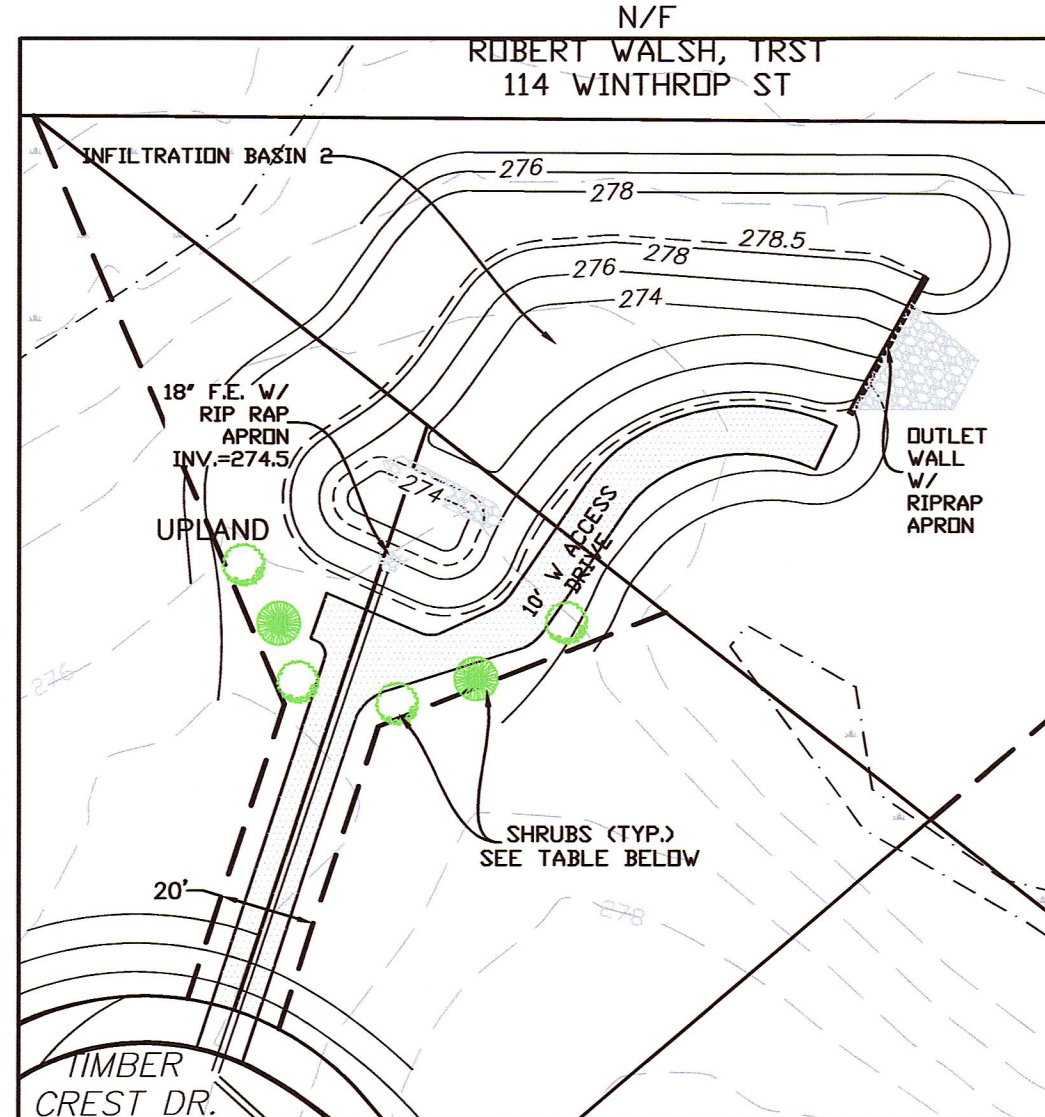 N/F
ROBERT WALSH, TRST
114 WINTHROP ST
INFILTRATION BASIN 2
276
278
278.5
278
276
274
18" F.E. W/
RIP RAP
APRON
INV.=274.5
274
OUTLET
WALL
W/
RIPRAP
APRON
UPLAND
10' W ACCESS
DRIVE
276
SHRUBS (TYP.)
SEE TABLE BELOW
20'
278
TIMBER
CREST DR.